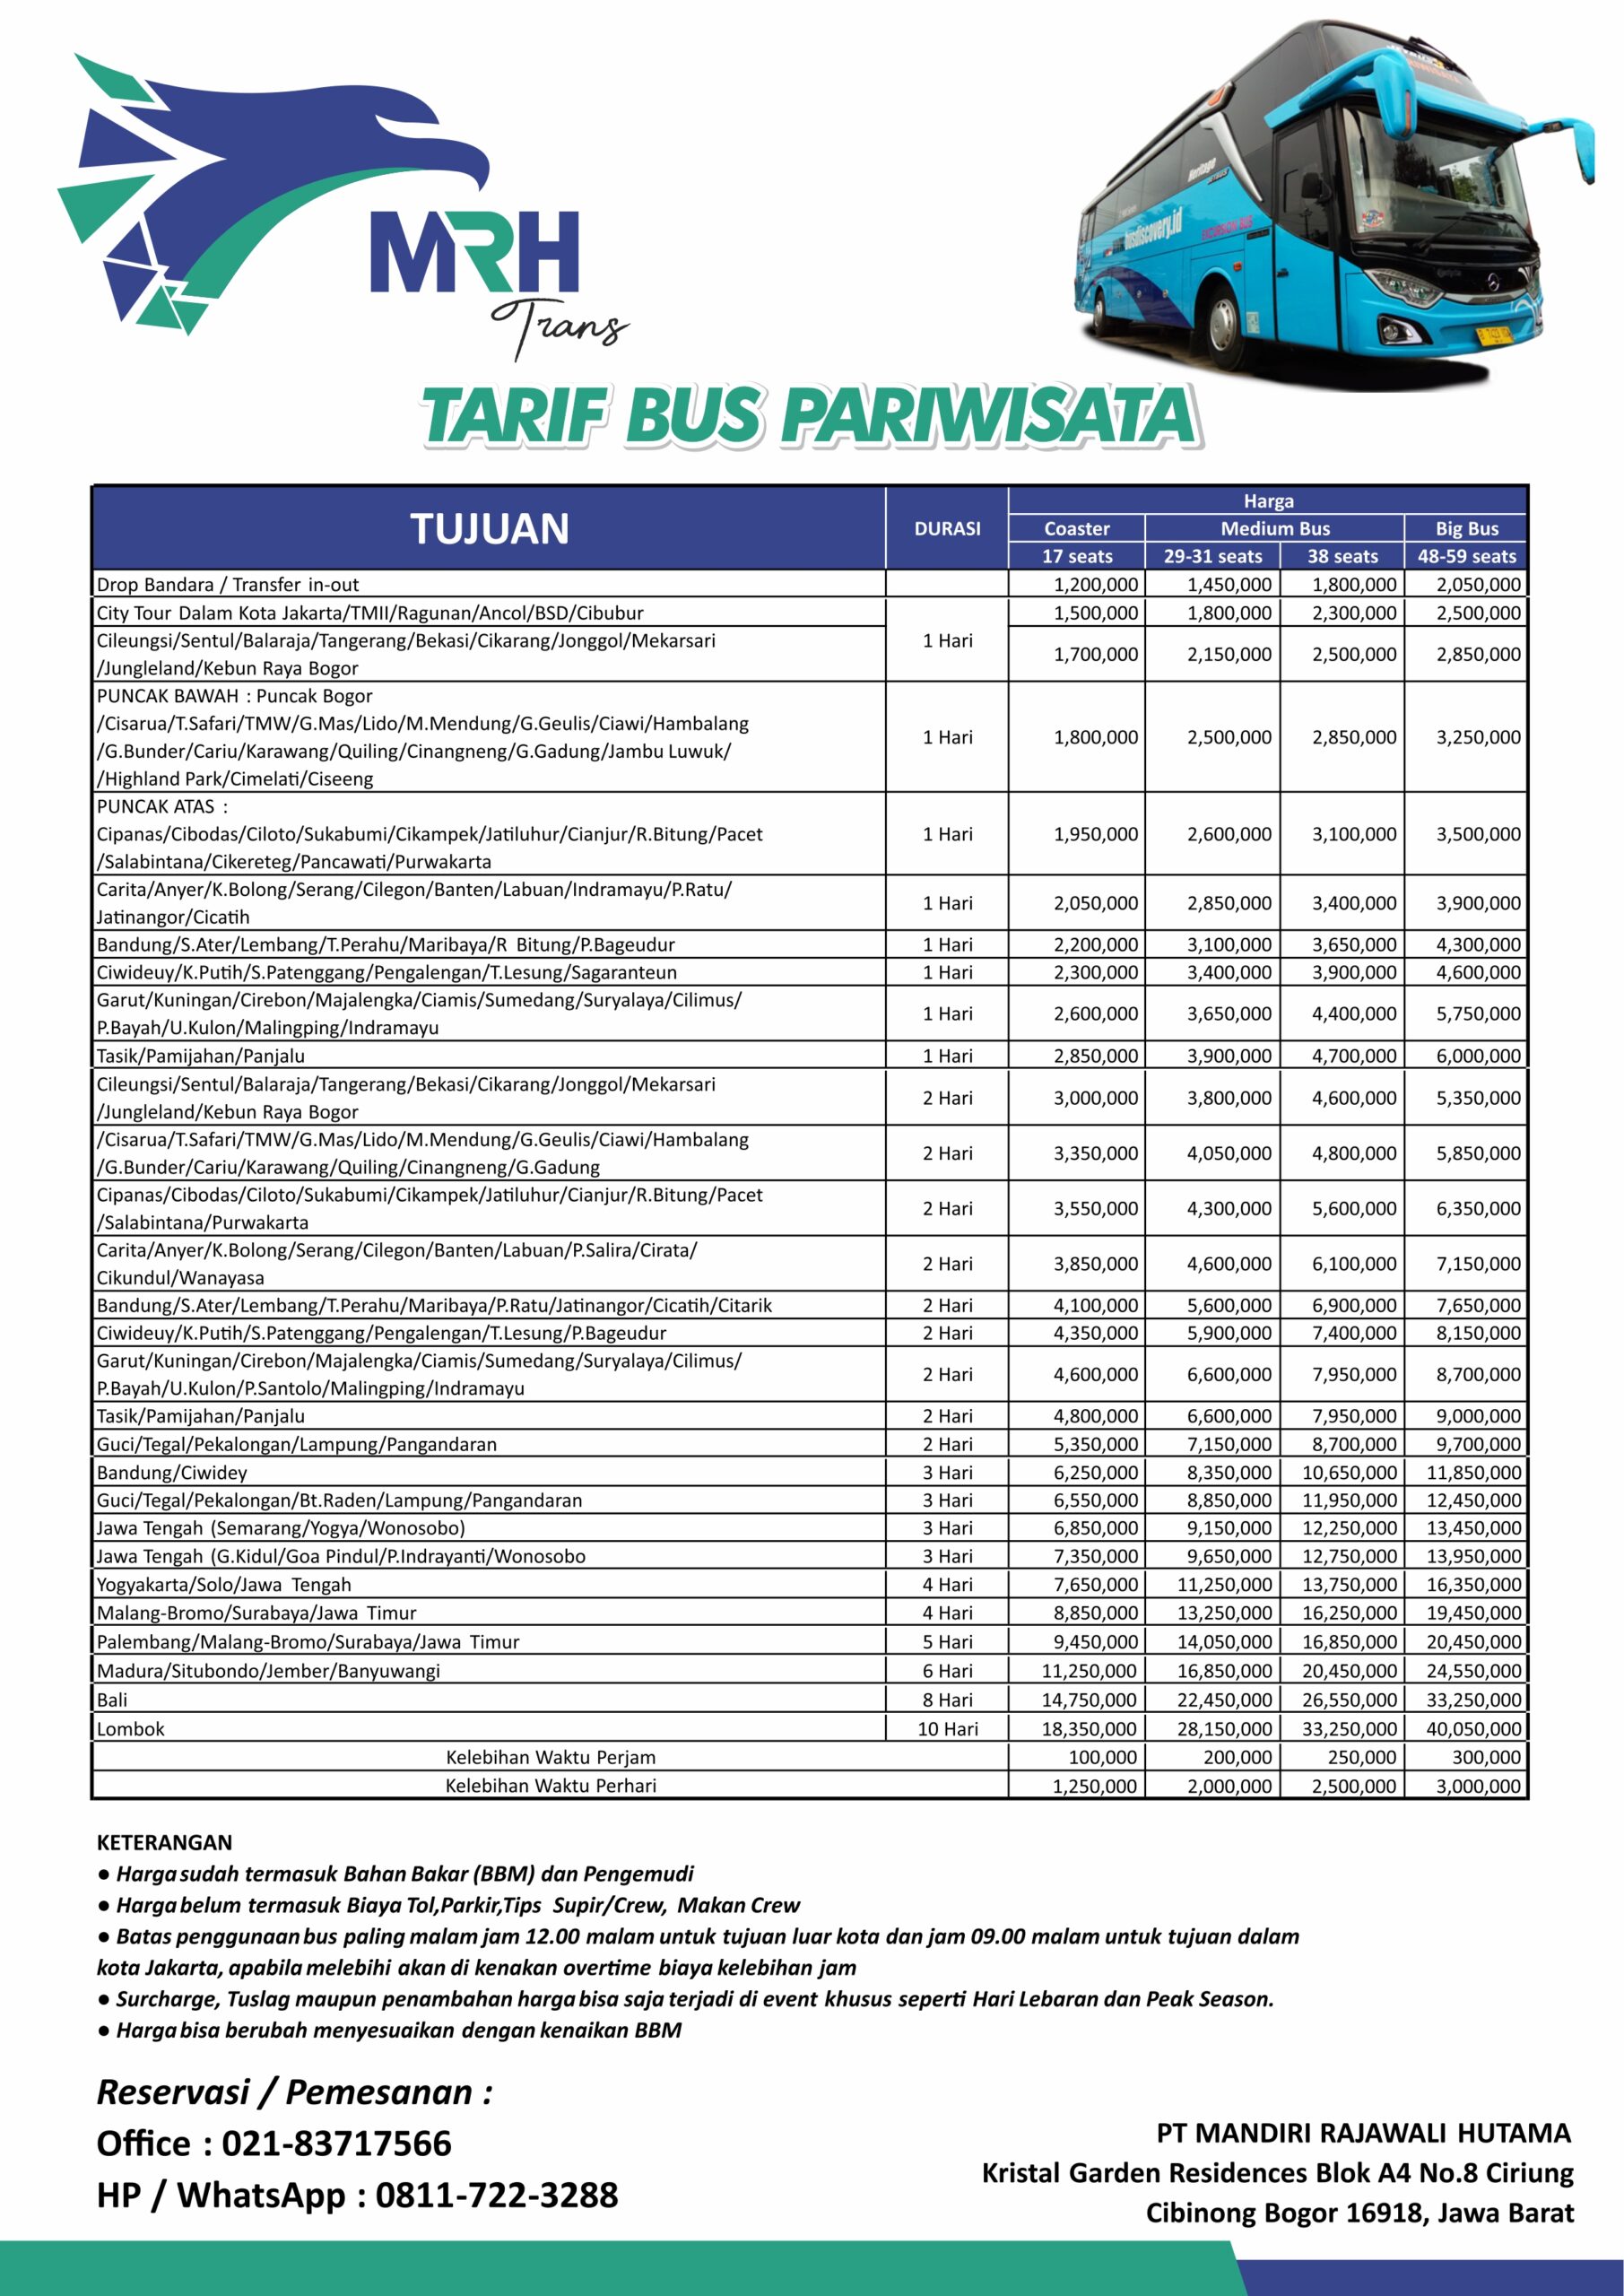 MRH
Trans
Heritage
busdiscovery.id
TARIF BUS PARIWISATA
TUJUAN DURASI Harga
Coaster Medium Bus Big Bus
17 seats 29-31 seats 38 seats 48-59 seats
Drop Bandara / Transfer in-out 1,200,000 1,450,000 1,800,000 2,050,000
City Tour Dalam Kota Jakarta/TMII/Ragunan/Ancol/BSD/Cibubur 1 Hari 1,500,000 1,800,000 2,300,000 2,500,000
Cileungsi/Sentul/Balaraja/Tangerang/Bekasi/Cikarang/Jonggol/Mekarsari
/Jungleland/Kebun Raya Bogor 1,700,000 2,150,000 2,500,000 2,850,000
PUNCAK BAWAH : Puncak Bogor
/Cisarua/T.Safari/TMW/G.Mas/Lido/M.Mendung/G.Geulis/Ciawi/Hambalang
/G.Bunder/Cariu/Karawang/Quiling/Cinangneng/G.Gadung/Jambu Luwuk/ 1 Hari 1,800,000 2,500,000 2,850,000 3,250,000
/Highland Park/Cimelati/Ciseeng
PUNCAK ATAS :
Cipanas/Cibodas/Ciloto/Sukabumi/Cikampek/Jatiluhur/Cianjur/R.Bitung/Pacet 1 Hari 1,950,000 2,600,000 3,100,000 3,500,000
/Salabintana/Cikereteg/Pancawati/Purwakarta
Carita/Anyer/K.Bolong/Serang/Cilegon/Banten/Labuan/Indramayu/P.Ratu/
Jatinangor/Cicatih 1 Hari 2,050,000 2,850,000 3,400,000 3,900,000
Bandung/S.Ater/Lembang/T.Perahu/Maribaya/R Bitung/P.Bageudur 1 Hari 2,200,000 3,100,000 3,650,000 4,300,000
Ciwideuy/K.Putih/S.Patenggang/Pengalengan/T.Lesung/Sagaranteun 1 Hari 2,300,000 3,400,000 3,900,000 4,600,000
Garut/Kuningan/Cirebon/Majalengka/Ciamis/Sumedang/Suryalaya/Cilimus/
P.Bayah/U.Kulon/Malingping/Indramayu 1 Hari 2,600,000 3,650,000 4,400,000 5,750,000
Tasik/Pamijahan/Panjalu 1 Hari 2,850,000 3,900,000 4,700,000 6,000,000
Cileungsi/Sentul/Balaraja/Tangerang/Bekasi/Cikarang/Jonggol/Mekarsari
/Jungleland/Kebun Raya Bogor 2 Hari 3,000,000 3,800,000 4,600,000 5,350,000
/Cisarua/T.Safari/TMW/G.Mas/Lido/M.Mendung/G.Geulis/Ciawi/Hambalang
/G.Bunder/Cariu/Karawang/Quiling/Cinangneng/G.Gadung 2 Hari 3,350,000 4,050,000 4,800,000 5,850,000
Cipanas/Cibodas/Ciloto/Sukabumi/Cikampek/Jatiluhur/Cianjur/R.Bitung/Pacet
/Salabintana/Purwakarta 2 Hari 3,550,000 4,300,000 5,600,000 6,350,000
Carita/Anyer/K.Bolong/Serang/Cilegon/Banten/Labuan/P.Salira/Cirata/
Cikundul/Wanayasa 2 Hari 3,850,000 4,600,000 6,100,000 7,150,000
Bandung/S.Ater/Lembang/T.Perahu/Maribaya/P.Ratu/Jatinangor/Cicatih/Citarik 2 Hari 4,100,000 5,600,000 6,900,000 7,650,000
Ciwideuy/K.Putih/S.Patenggang/Pengalengan/T.Lesung/P.Bageudur 2 Hari 4,350,000 5,900,000 7,400,000 8,150,000
Garut/Kuningan/Cirebon/Majalengka/Ciamis/Sumedang/Suryalaya/Cilimus/
P.Bayah/U.Kulon/P.Santolo/Malingping/Indramayu 2 Hari 4,600,000 6,600,000 7,950,000 8,700,000
Tasik/Pamijahan/Panjalu 2 Hari 4,800,000 6,600,000 7,950,000 9,000,000
Guci/Tegal/Pekalongan/Lampung/Pangandaran 2 Hari 5,350,000 7,150,000 8,700,000 9,700,000
Bandung/Ciwidey 3 Hari 6,250,000 8,350,000 10,650,000 11,850,000
Guci/Tegal/Pekalongan/Bt.Raden/Lampung/Pangandaran 3 Hari 6,550,000 8,850,000 11,950,000 12,450,000
Jawa Tengah (Semarang/Yogya/Wonosobo) 3 Hari 6,850,000 9,150,000 12,250,000 13,450,000
Jawa Tengah (G.Kidul/Goa Pindul/P.Indrayanti/Wonosobo 3 Hari 7,350,000 9,650,000 12,750,000 13,950,000
Yogyakarta/Solo/Jawa Tengah 4 Hari 7,650,000 11,250,000 13,750,000 16,350,000
Malang-Bromo/Surabaya/Jawa Timur 4 Hari 8,850,000 13,250,000 16,250,000 19,450,000
Palembang/Malang-Bromo/Surabaya/Jawa Timur 5 Hari 9,450,000 14,050,000 16,850,000 20,450,000
Madura/Situbondo/Jember/Banyuwangi 6 Hari 11,250,000 16,850,000 20,450,000 24,550,000
Bali 8 Hari 14,750,000 22,450,000 26,550,000 33,250,000
Lombok 10 Hari 18,350,000 28,150,000 33,250,000 40,050,000
Kelebihan Waktu Perjam 100,000 200,000 250,000 300,000
Kelebihan Waktu Perhari 1,250,000 2,000,000 2,500,000 3,000,000
KETERANGAN
● Harga sudah termasuk Bahan Bakar (BBM) dan Pengemudi
● Harga belum termasuk Biaya Tol,Parkir,Tips Supir/Crew, Makan Crew
● Batas penggunaan bus paling malam jam 12.00 malam untuk tujuan luar kota dan jam 09.00 malam untuk tujuan dalam
kota Jakarta, apabila melebihi akan di kenakan overtime biaya kelebihan jam
● Surcharge, Tuslag maupun penambahan harga bisa saja terjadi di event khusus seperti Hari Lebaran dan Peak Season.
● Harga bisa berubah menyesuaikan dengan kenaikan BBM
Reservasi / Pemesanan :
Office : 021-83717566
HP / WhatsApp : 0811-722-3288
PT MANDIRI RAJAWALI HUTAMA
Kristal Garden Residences Blok A4 No.8 Ciriung
Cibinong Bogor 16918, Jawa Barat